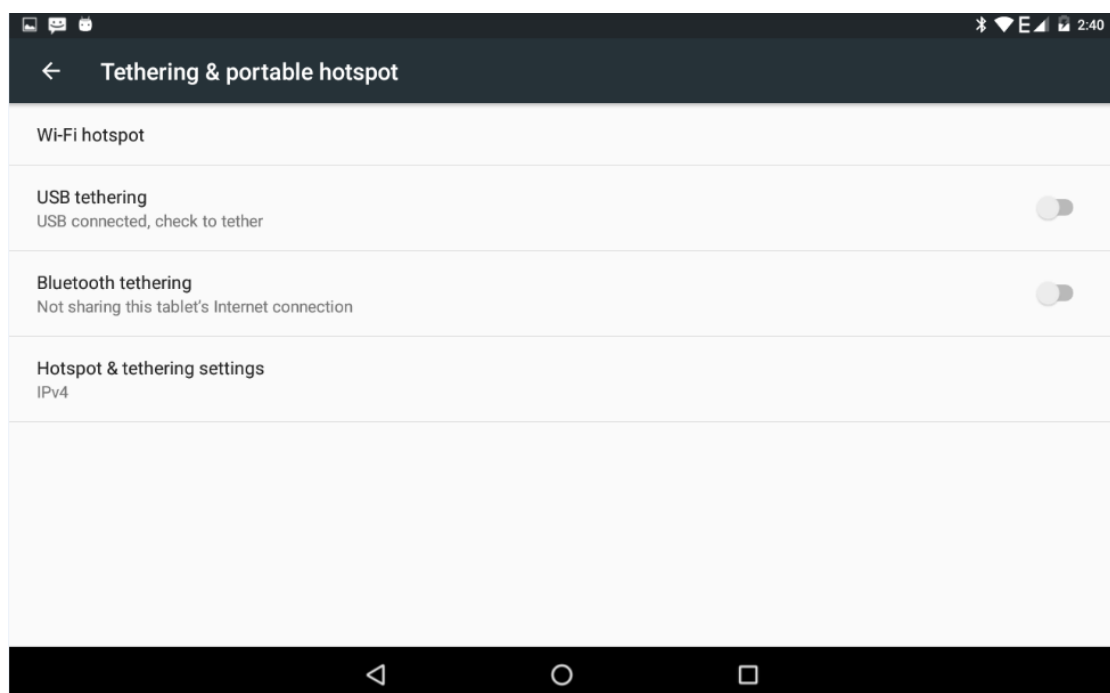 E 2:40
Tethering & portable hotspot
Wi-Fi hotspot
USB tethering
USB connected, check to tether
Bluetooth tethering
Not sharing this tablet's Internet connection
Hotspot & tethering settings
IPv4